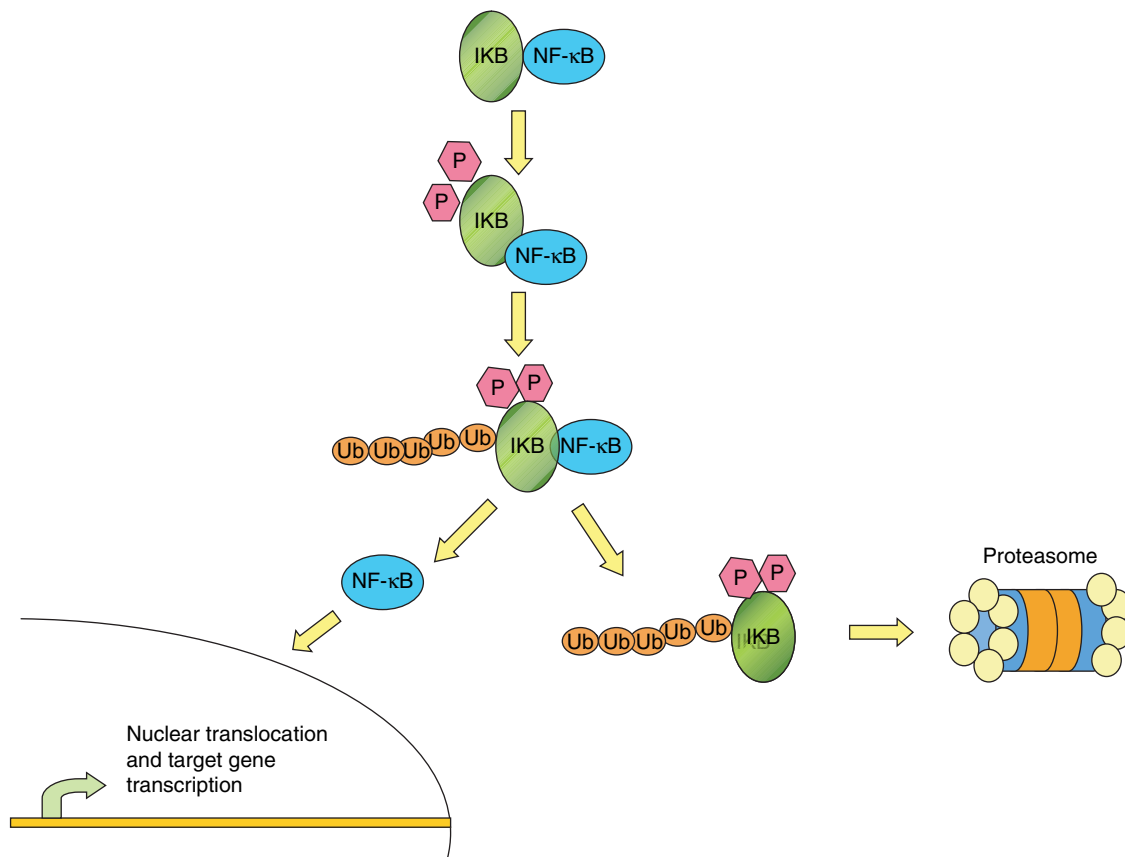 IKB
NF-κB
P
P
IKB
NF-κB
P
P
IKB
NF-κB
Ub
Ub
Ub
Ub
Ub
NF-κB
P
P
Ub
Ub
Ub
Ub
Ub
IKB
IKB
Proteasome
Nuclear translocation
and target gene
transcription